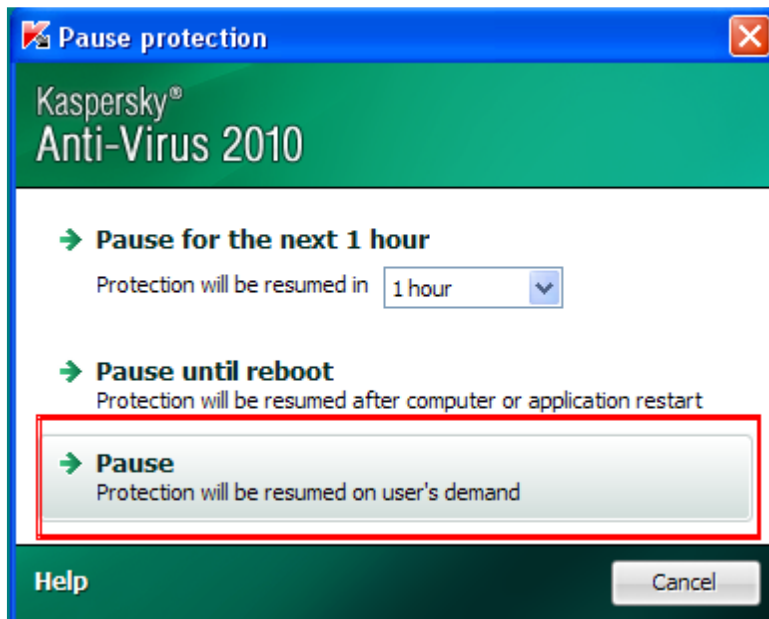 Pause protection
Kaspersky®
Anti-Virus 2010
Pause for the next 1 hour
Protection will be resumed in 1 hour
Pause until reboot
Protection will be resumed after computer or application restart
Pause
Protection will be resumed on user's demand
Help Cancel